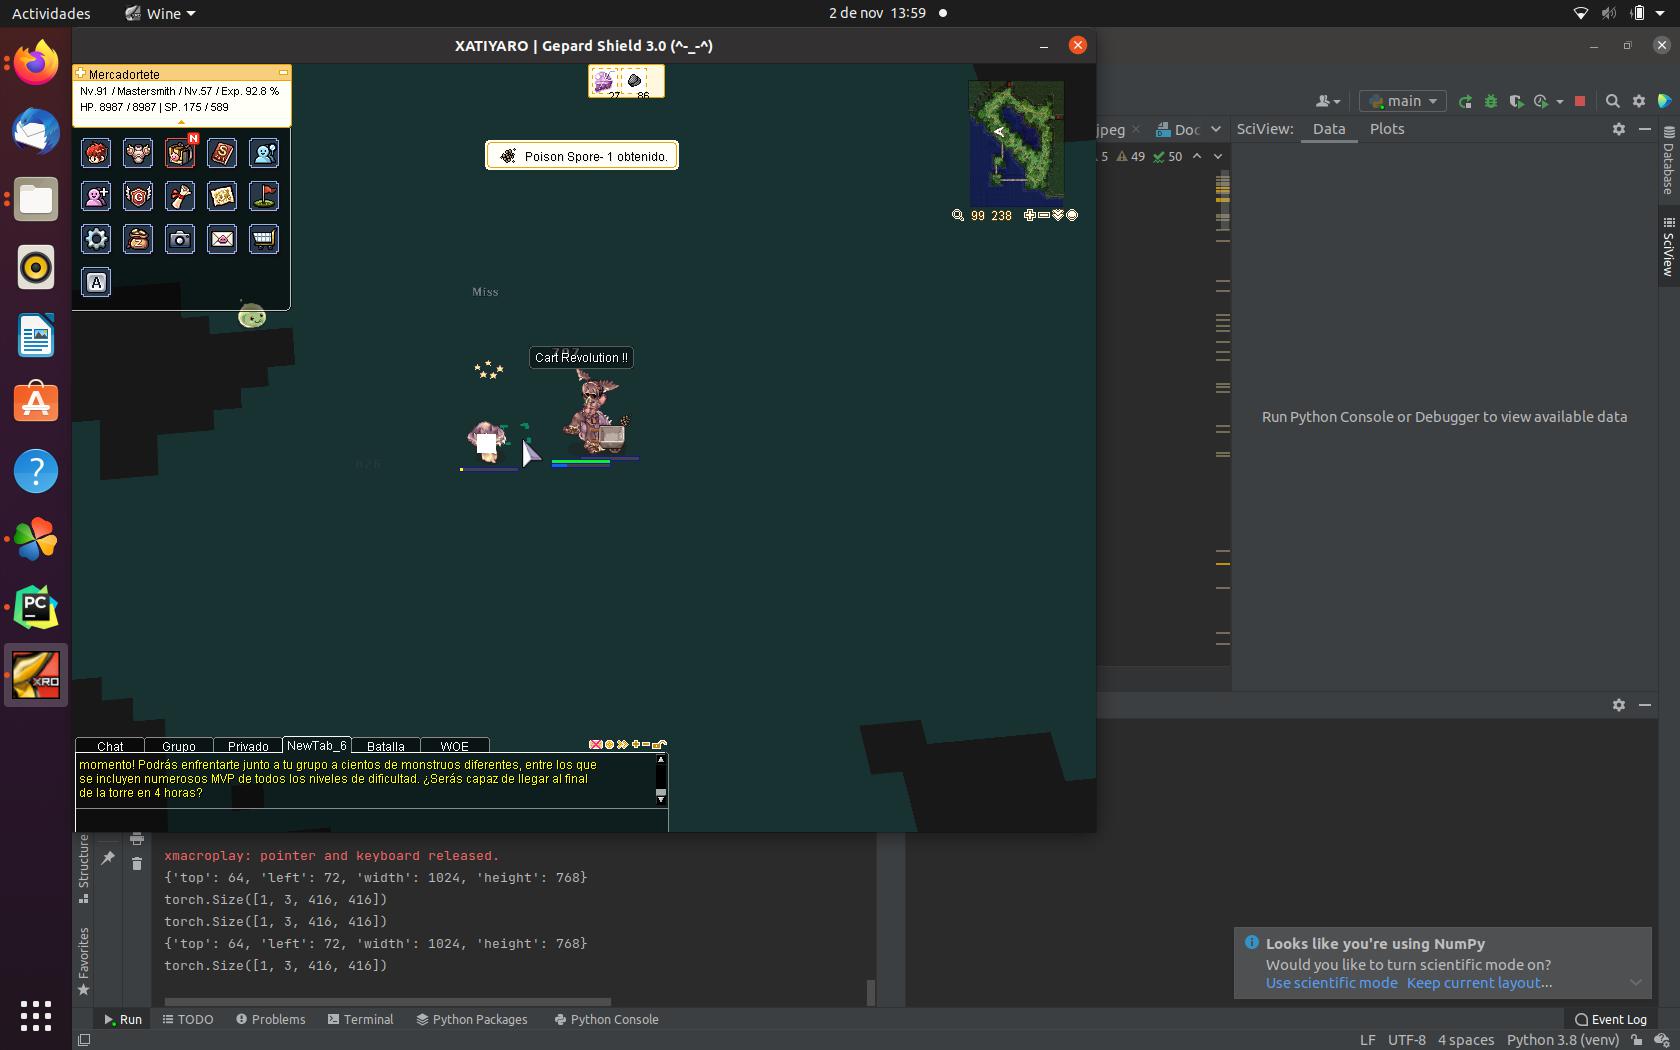 Actividades
Wine
2 de nov 13:59
XATIYARO | Gepard Shield 3.0 (^-_-^)
Mercadortete
Nv.91 / Mastersmith / Nv.57 / Exp. 92.8 %
HP. 8987 / 8987 | SP. 175 / 589
N
A
27
86
Poison Spore- 1 obtenido.
99 238
Miss
Cart Revolution !!
Chat
Grupo
Privado
NewTab_6
Batalla
WOE
momento! Podrás enfrentarte junto a tu grupo a cientos de monstruos diferentes, entre los que
se incluyen numerosos MVP de todos los niveles de dificultad. ¿Serás capaz de llegar al final
de la torre en 4 horas?
main
jpeg
Doc
SciView:
Data
Plots
5
49
50
Database
SciView
Run Python Console or Debugger to view available data
PC
XRO
Structure
Favorites
xmacroplay: pointer and keyboard released.
{'top': 64, 'left': 72, 'width': 1024, 'height': 768}
torch.Size([1, 3, 416, 416])
torch.Size([1, 3, 416, 416])
{'top': 64, 'left': 72, 'width': 1024, 'height': 768}
torch.Size([1, 3, 416, 416])
Looks like you're using NumPy
Would you like to turn scientific mode on?
Use scientific mode Keep current layout...
Run
TODO
Problems
Terminal
Python Packages
Python Console
Event Log
LF UTF-8 4 spaces Python 3.8 (venv)